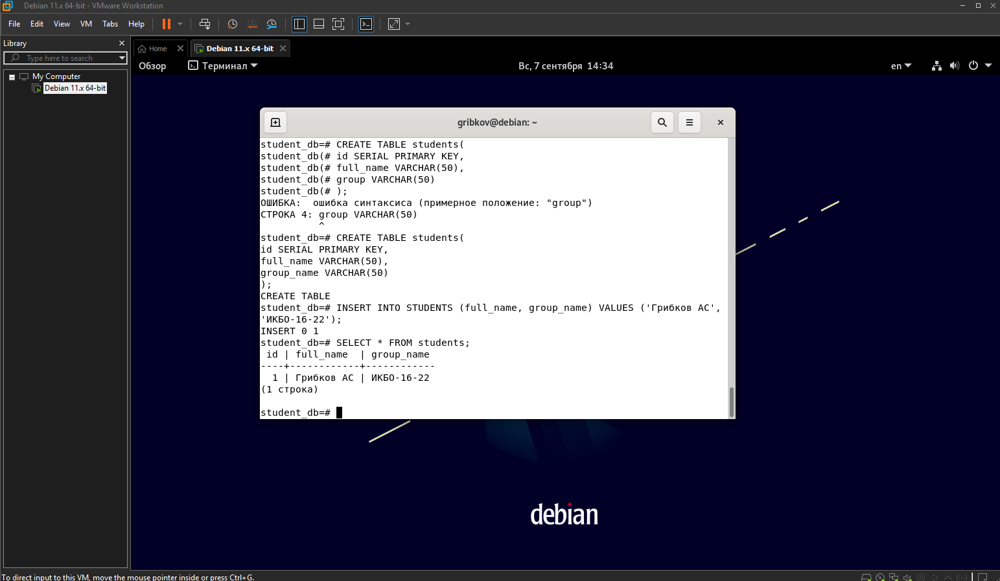 Debian 11.x 64-bit - VMware Workstation
File Edit View VM Tabs Help
Library
Type here to search
My Computer
Debian 11.x 64-bit
Home
Debian 11.x 64-bit
Обзор Терминал Вс, 7 сентября 14:34 en
gribkov@debian: ~
student_db=# CREATE TABLE students(
student_db(# id SERIAL PRIMARY KEY,
student_db(# full_name VARCHAR(50),
student_db(# group VARCHAR(50)
student_db(# );
ОШИБКА:  ошибка синтаксиса (примерное положение: "group")
СТРОКА 4: group VARCHAR(50)
          ^
student_db=# CREATE TABLE students(
id SERIAL PRIMARY KEY,
full_name VARCHAR(50),
group_name VARCHAR(50)
);
CREATE TABLE
student_db=# INSERT INTO STUDENTS (full_name, group_name) VALUES ('Грибков АС',
'ИКБО-16-22');
INSERT 0 1
student_db=# SELECT * FROM students;
 id | full_name  | group_name
----+------------+------------
  1 | Грибков АС | ИКБО-16-22
(1 строка)
student_db=#
debian
To direct input to this VM, move the mouse pointer inside or press Ctrl+G.